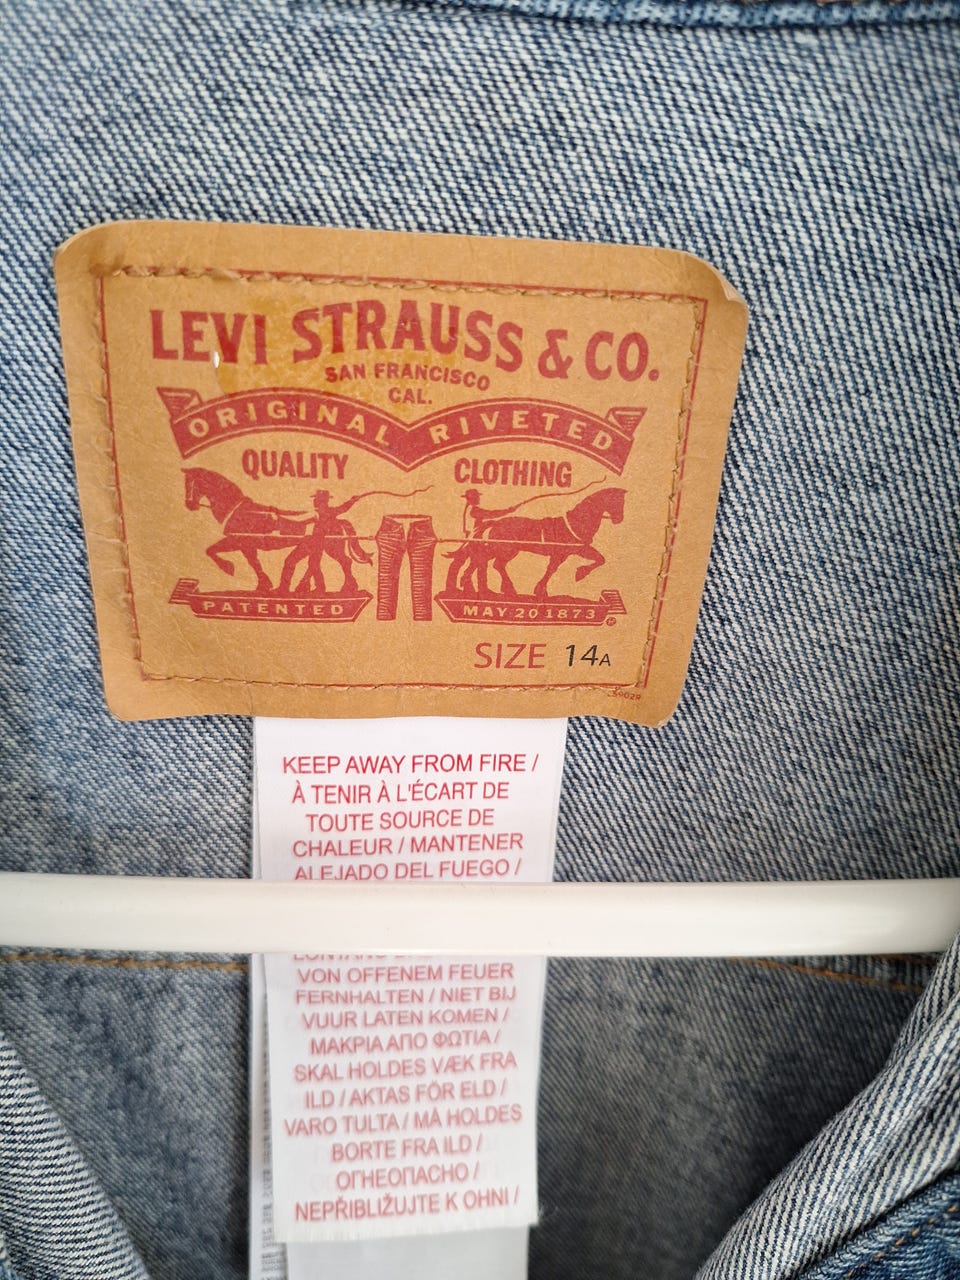 LEVI STRAUSS & CO.
SAN FRANCISCO
CAL.
ORIGINAL RIVETED
QUALITY CLOTHING
PATENTED MAY 20 1873
SIZE 14A
KEEP AWAY FROM FIRE /
À TENIR À L'ÉCART DE
TOUTE SOURCE DE
CHALEUR / MANTENER
ALEJADO DEL FUEGO /
VON OFFENEM FEUER
FERNHALTEN / NIET BIJ
VUUR LATEN KOMEN /
ΜΑΚΡΙΑ ΑΠΟ ΦΩΤΙΑ /
SKAL HOLDES VÆK FRA
ILD / AKTAS FÖR ELD /
VARO TULTA / MÅ HOLDES
BORTE FRA ILD /
ОГНЕОПАСНО /
NEPŘIBLIŽUJTE K OHNI /